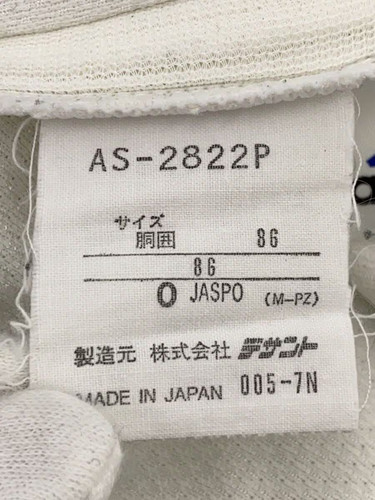 AS-2822P
サイズ
胴囲 86
86
O JASPO (M-PZ)
製造元 株式会社 デサント
MADE IN JAPAN 005-7N